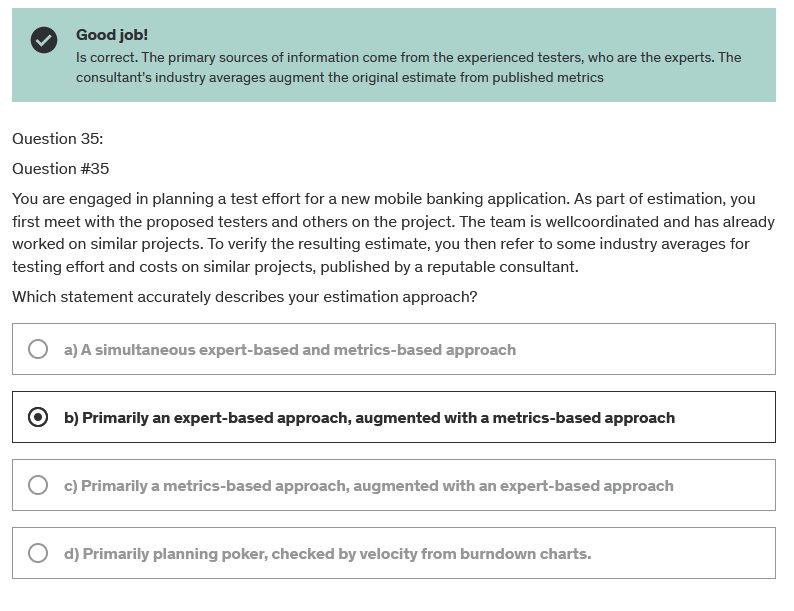 Good job!
Is correct. The primary sources of information come from the experienced testers, who are the experts. The
consultant's industry averages augment the original estimate from published metrics
Question 35:
Question #35
You are engaged in planning a test effort for a new mobile banking application. As part of estimation, you
first meet with the proposed testers and others on the project. The team is wellcoordinated and has already
worked on similar projects. To verify the resulting estimate, you then refer to some industry averages for
testing effort and costs on similar projects, published by a reputable consultant.
Which statement accurately describes your estimation approach?
a) A simultaneous expert-based and metrics-based approach
b) Primarily an expert-based approach, augmented with a metrics-based approach
c) Primarily a metrics-based approach, augmented with an expert-based approach
d) Primarily planning poker, checked by velocity from burndown charts.